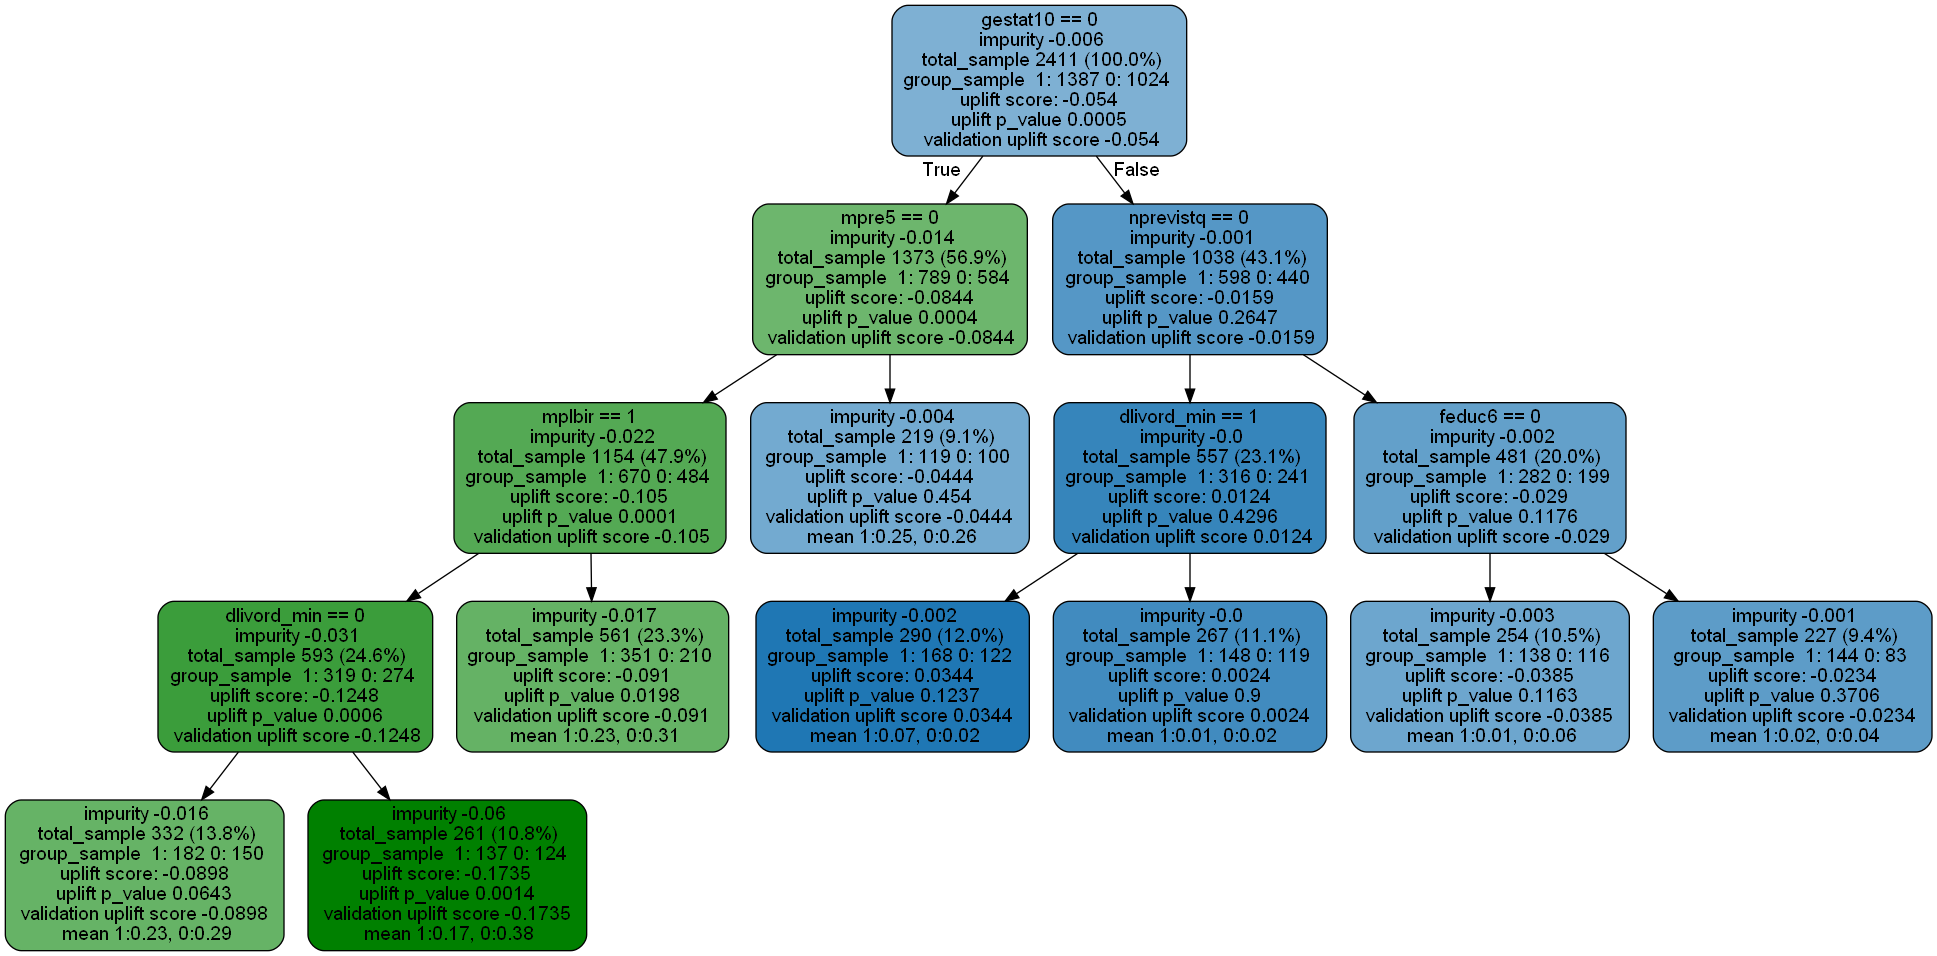 gestat10 == 0
impurity -0.006
total_sample 2411 (100.0%)
group_sample 1: 1387 0: 1024
uplift score: -0.054
uplift p_value 0.0005
validation uplift score -0.054
True
False
mpre5 == 0
impurity -0.014
total_sample 1373 (56.9%)
group_sample 1: 789 0: 584
uplift score: -0.0844
uplift p_value 0.0004
validation uplift score -0.0844
nprevistq == 0
impurity -0.001
total_sample 1038 (43.1%)
group_sample 1: 598 0: 440
uplift score: -0.0159
uplift p_value 0.2647
validation uplift score -0.0159
mplbir == 1
impurity -0.022
total_sample 1154 (47.9%)
group_sample 1: 670 0: 484
uplift score: -0.105
uplift p_value 0.0001
validation uplift score -0.105
impurity -0.004
total_sample 219 (9.1%)
group_sample 1: 119 0: 100
uplift score: -0.0444
uplift p_value 0.454
validation uplift score -0.0444
mean 1:0.25, 0:0.26
dlivord_min == 1
impurity -0.0
total_sample 557 (23.1%)
group_sample 1: 316 0: 241
uplift score: 0.0124
uplift p_value 0.4296
validation uplift score 0.0124
feduc6 == 0
impurity -0.002
total_sample 481 (20.0%)
group_sample 1: 282 0: 199
uplift score: -0.029
uplift p_value 0.1176
validation uplift score -0.029
dlivord_min == 0
impurity -0.031
total_sample 593 (24.6%)
group_sample 1: 319 0: 274
uplift score: -0.1248
uplift p_value 0.0006
validation uplift score -0.1248
impurity -0.017
total_sample 561 (23.3%)
group_sample 1: 351 0: 210
uplift score: -0.091
uplift p_value 0.0198
validation uplift score -0.091
mean 1:0.23, 0:0.31
impurity -0.002
total_sample 290 (12.0%)
group_sample 1: 168 0: 122
uplift score: 0.0344
uplift p_value 0.1237
validation uplift score 0.0344
mean 1:0.07, 0:0.02
impurity -0.0
total_sample 267 (11.1%)
group_sample 1: 148 0: 119
uplift score: 0.0024
uplift p_value 0.9
validation uplift score 0.0024
mean 1:0.01, 0:0.02
impurity -0.003
total_sample 254 (10.5%)
group_sample 1: 138 0: 116
uplift score: -0.0385
uplift p_value 0.1163
validation uplift score -0.0385
mean 1:0.01, 0:0.06
impurity -0.001
total_sample 227 (9.4%)
group_sample 1: 144 0: 83
uplift score: -0.0234
uplift p_value 0.3706
validation uplift score -0.0234
mean 1:0.02, 0:0.04
impurity -0.016
total_sample 332 (13.8%)
group_sample 1: 182 0: 150
uplift score: -0.0898
uplift p_value 0.0643
validation uplift score -0.0898
mean 1:0.23, 0:0.29
impurity -0.06
total_sample 261 (10.8%)
group_sample 1: 137 0: 124
uplift score: -0.1735
uplift p_value 0.0014
validation uplift score -0.1735
mean 1:0.17, 0:0.38